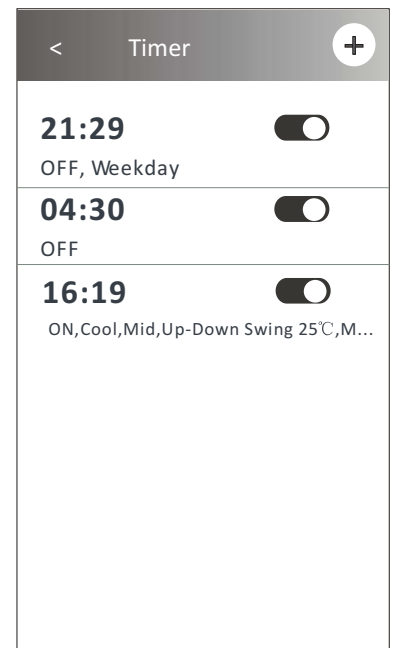 < Timer +
21:29
OFF, Weekday
04:30
OFF
16:19
ON,Cool,Mid,Up-Down Swing 25℃,M...